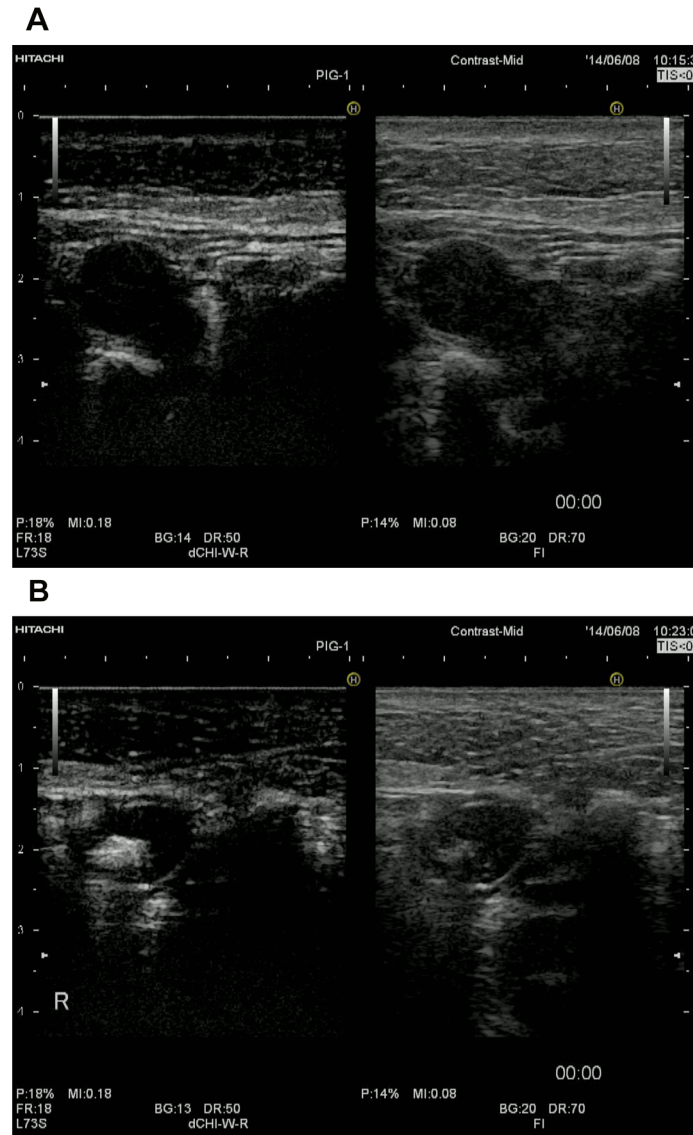 A
HITACHI Contrast-Mid '14/06/08 10:15:3
PIG-1 TIS<0
H H
0
1
2
3
4
00:00
P:18% MI:0.18 P:14% MI:0.08
FR:18 BG:14 DR:50 BG:20 DR:70
L73S dCHI-W-R FI
B
HITACHI Contrast-Mid '14/06/08 10:23:0
PIG-1 TIS<0
H H
0
1
2
3
4
R
00:00
P:18% MI:0.18 P:14% MI:0.08
FR:18 BG:13 DR:50 BG:20 DR:70
L73S dCHI-W-R FI